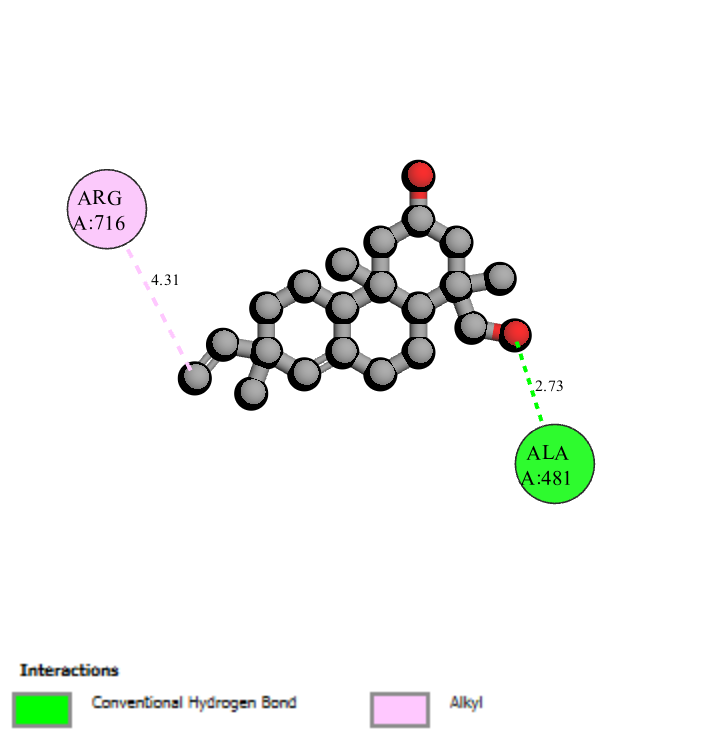 ARG
A:716
4.31
2.73
ALA
A:481
Interactions
Conventional Hydrogen Bond
Alkyl